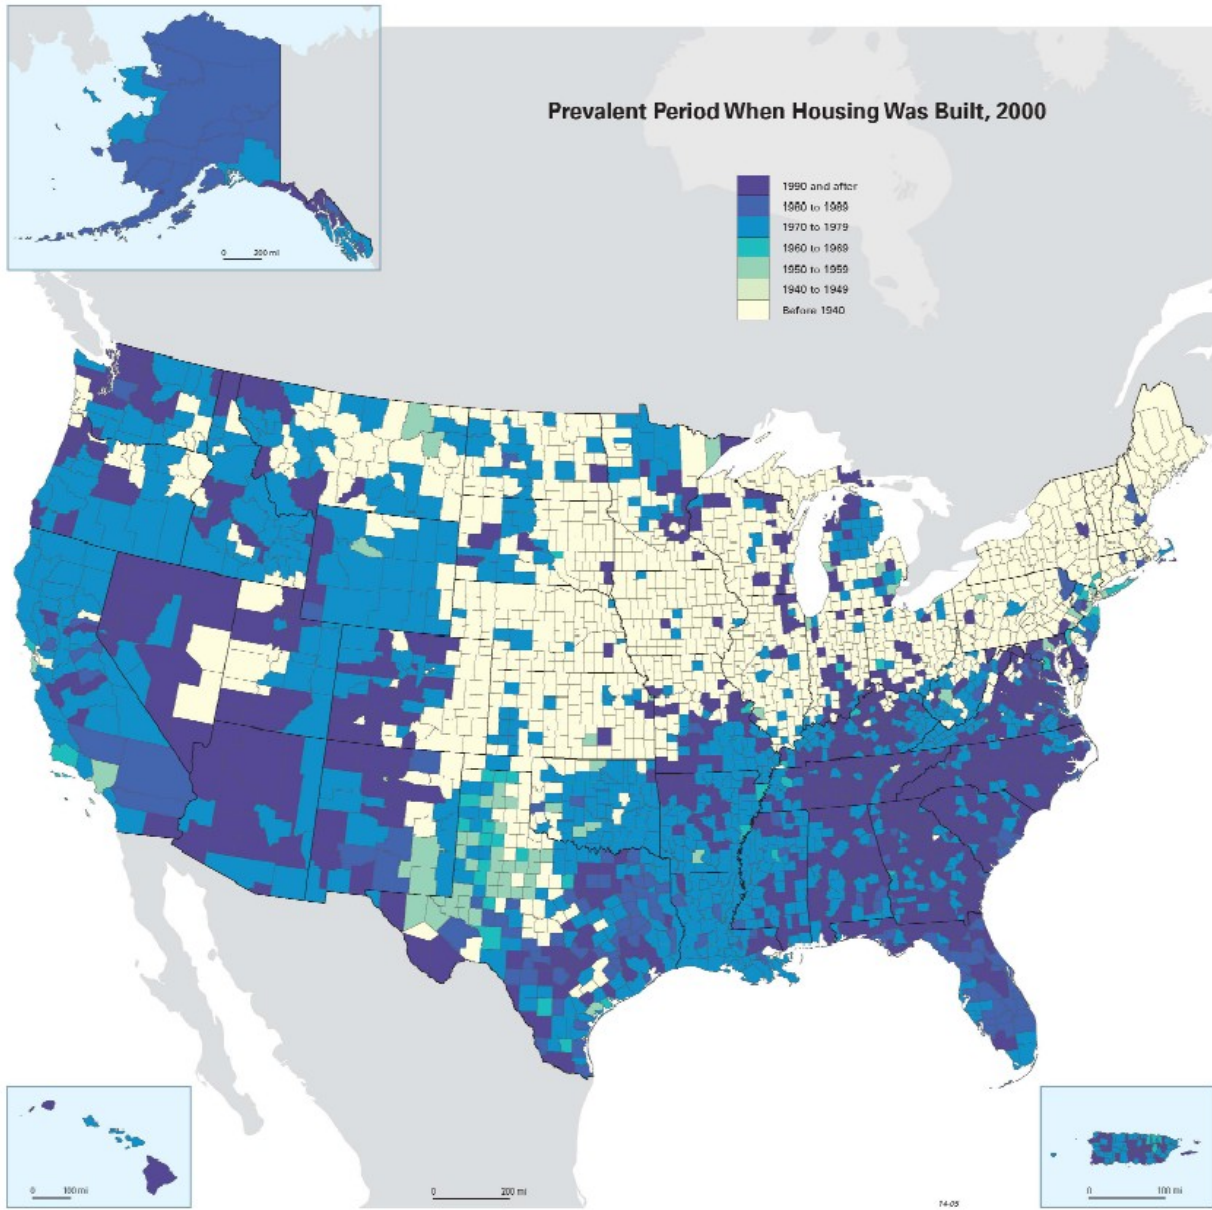 Prevalent Period When Housing Was Built, 2000
1990 and after
1980 to 1989
1970 to 1979
1960 to 1969
1950 to 1959
1940 to 1949
Before 1940
0 200 mi
0 100 mi
0 200 mi
0 100 mi
14-05